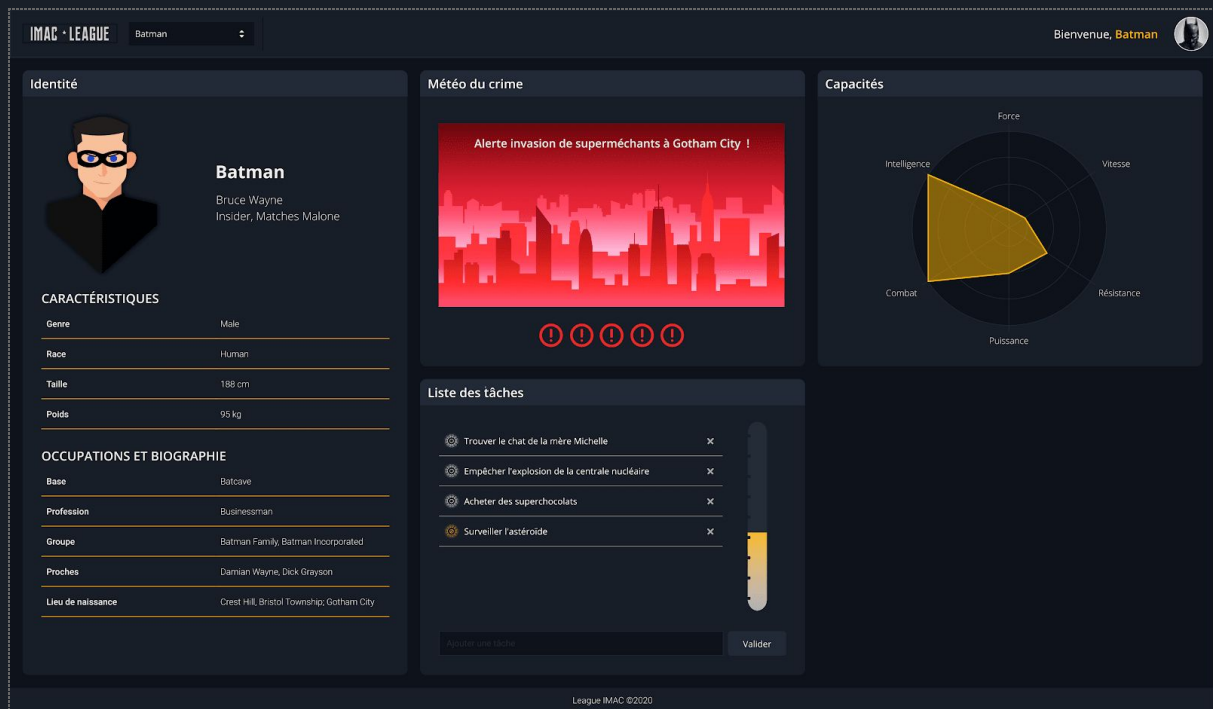 IMAC • LEAGUE
Batman
Bienvenue, Batman
Identité
Batman
Bruce Wayne
Insider, Matches Malone
CARACTÉRISTIQUES
Genre Male
Race Human
Taille 188 cm
Poids 95 kg
OCCUPATIONS ET BIOGRAPHIE
Base Batcave
Profession Businessman
Groupe Batman Family, Batman Incorporated
Proches Damian Wayne, Dick Grayson
Lieu de naissance Crest Hill, Bristol Township; Gotham City
Météo du crime
Alerte invasion de superméchants à Gotham City !
Liste des tâches
Trouver le chat de la mère Michelle
Empêcher l'explosion de la centrale nucléaire
Acheter des superchocolats
Surveiller l'astéroïde
Ajouter une tâche
Valider
Capacités
Force
Vitesse
Résistance
Puissance
Combat
Intelligence
League IMAC ©2020